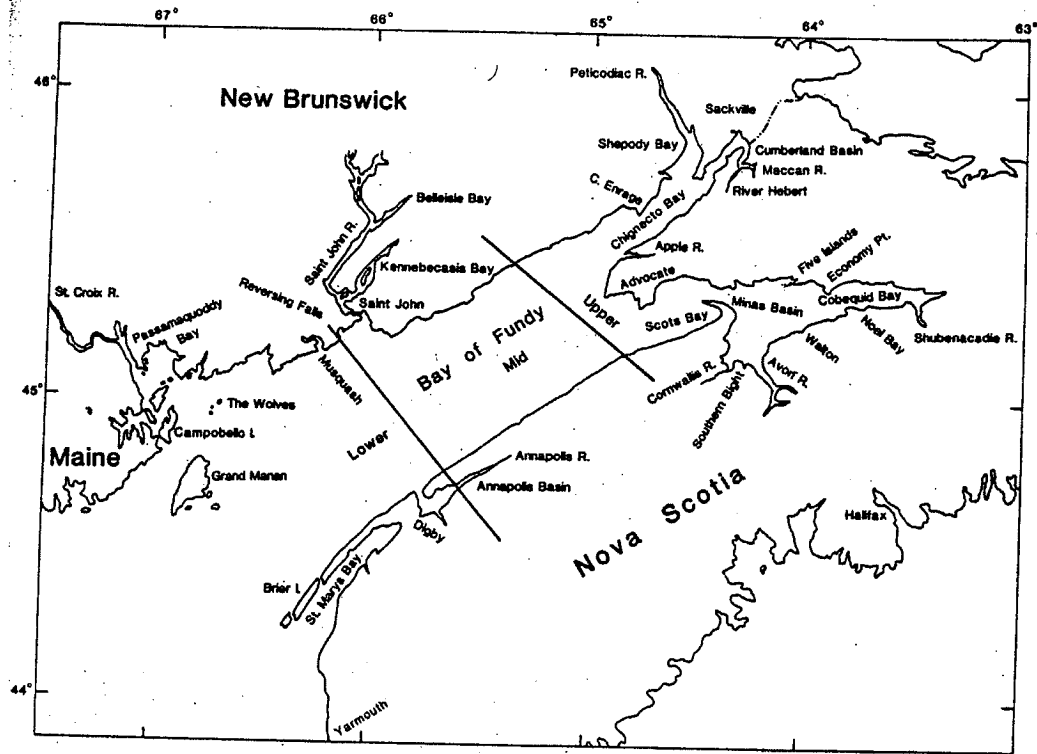 67°
66°
65°
64°
63°
46°
Peticodiac R.
New Brunswick
Sackville
Shepody Bay
Cumberland Basin
Maccan R.
River Hebert
C. Enrage
Belleisle Bay
Chignecto Bay
Saint John R.
Apple R.
Five Islands
Economy Pt.
Kennebecasis Bay
Advocate
St. Croix R.
Reversing Falls
Saint John
Minas Basin
Cobequid Bay
Passamaquoddy
Bay
Upper
Scots Bay
Noel Bay
Shubenacadie R.
Bay of Fundy
Mid
Walton
Musquash
Avon R.
Cornwallis R.
45°
The Wolves
Southern Bight
Campobello I.
Lower
Maine
Annapolis R.
Grand Manan
Annapolis Basin
Nova Scotia
Halifax
Digby
Brier I.
St. Marys Bay
44°
Yarmouth